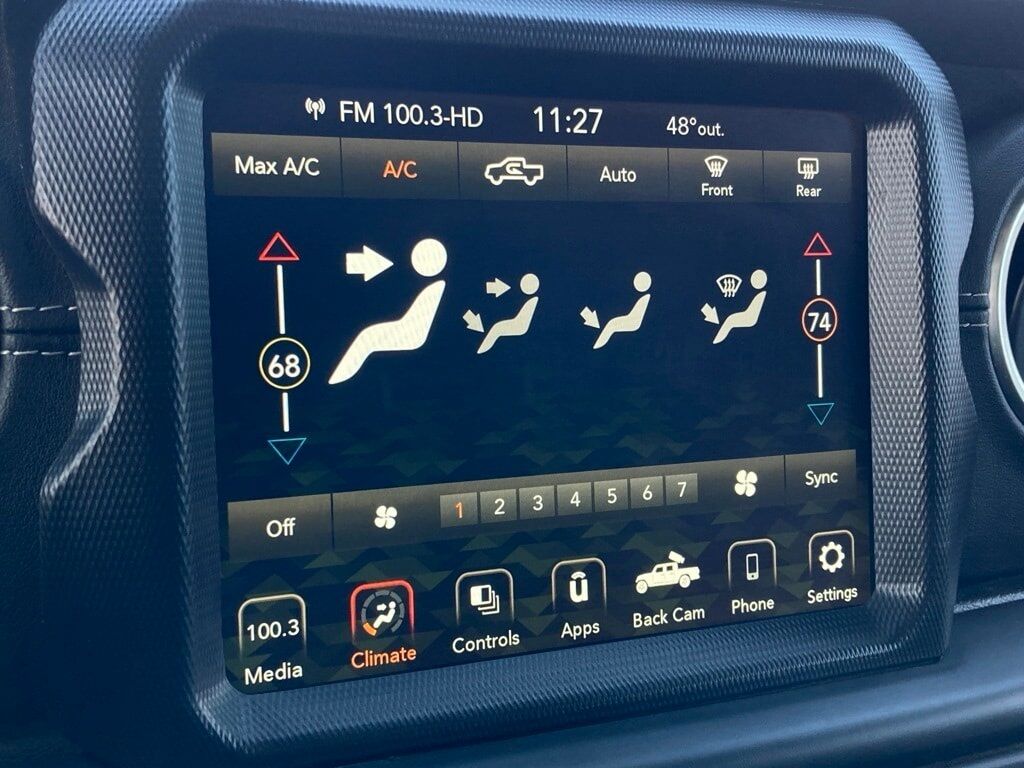 FM 100.3-HD 11:27 48° out.
Max A/C A/C Auto Front Rear
68 74
Off 1 2 3 4 5 6 7 Sync
100.3 ū
Media Climate Controls Apps Back Cam Phone Settings